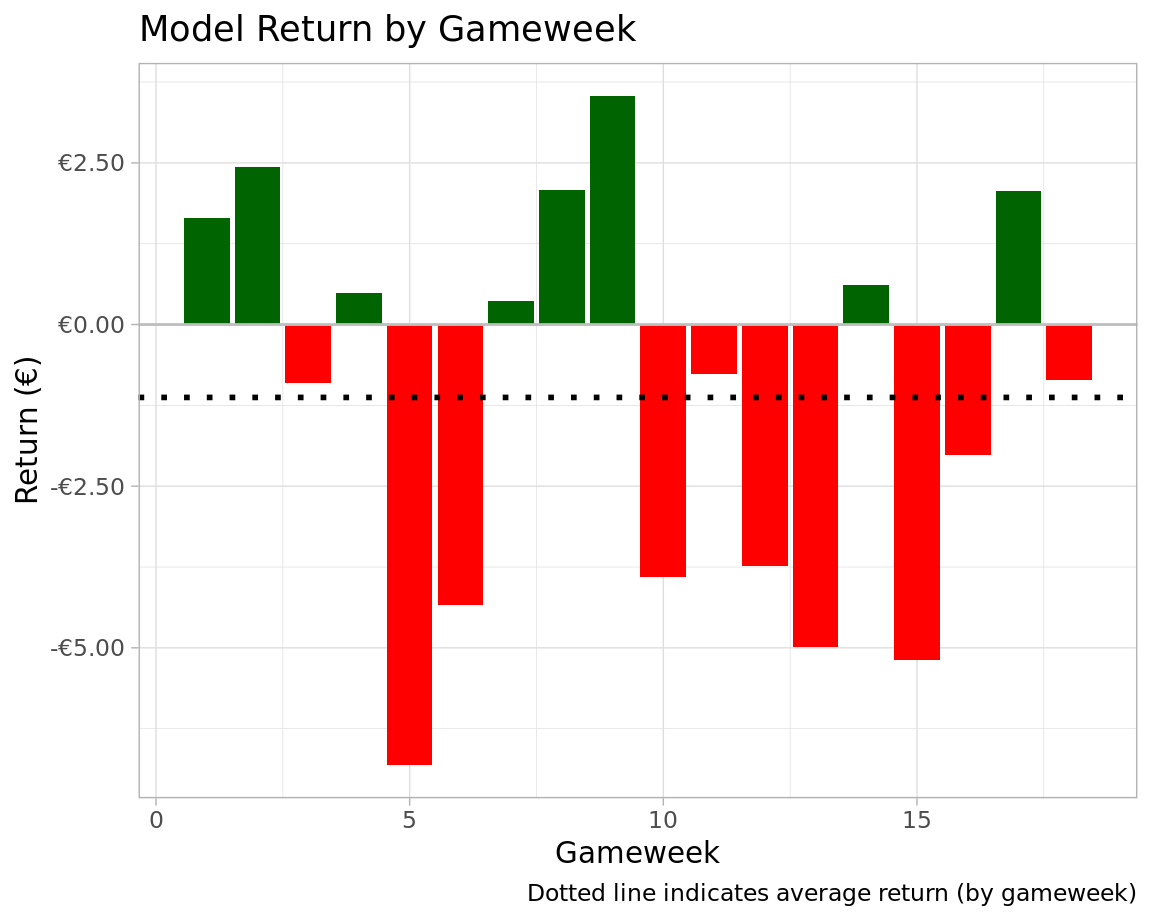 Model Return by Gameweek
€2.50
€0.00
-€2.50
-€5.00
Return (€)
0 5 10 15
Gameweek
Dotted line indicates average return (by gameweek)